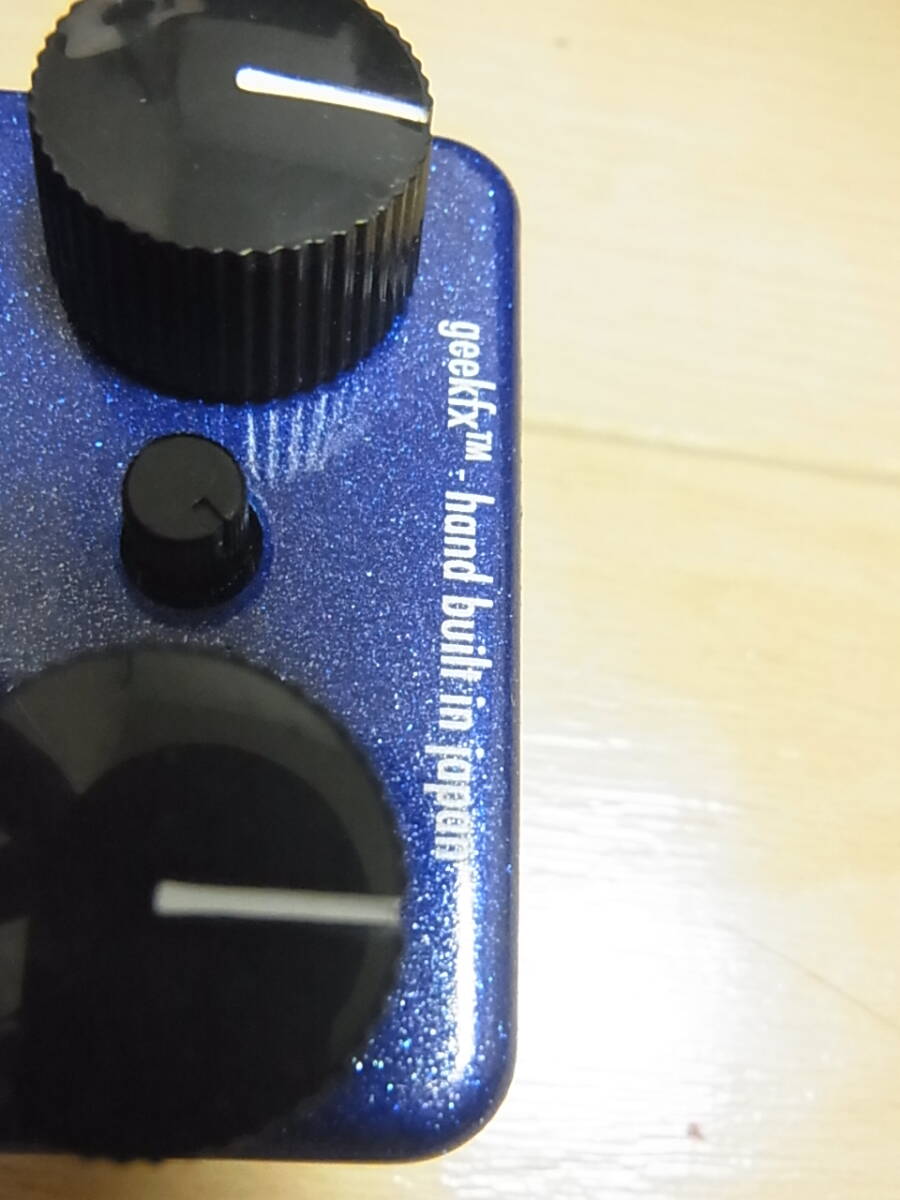 geekfx™ - hand built in japan